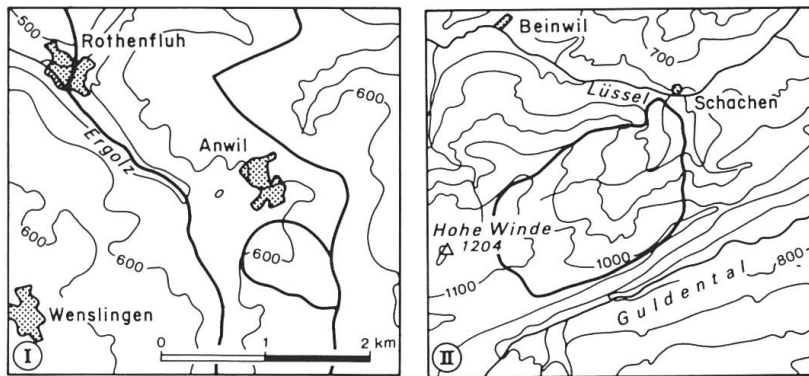 500
Rothenfluh
600
Anwil
Ergolz
600
600
600
Wenslingen
I
0 1 2 km
Beinwil
700
Lüssel
Schachen
Hohe Winde
1204
1000
1100
800
Guldental
II